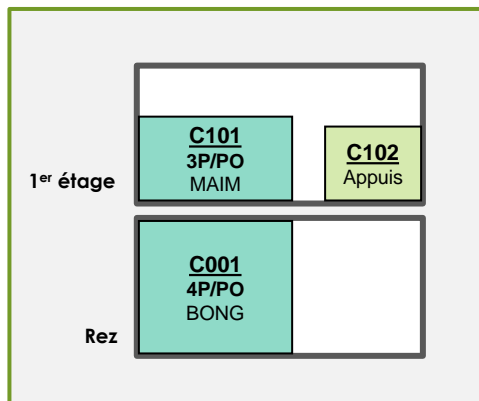 C101
3P/PO
MAIM
C102
Appuis
1er étage
C001
4P/PO
BONG
Rez